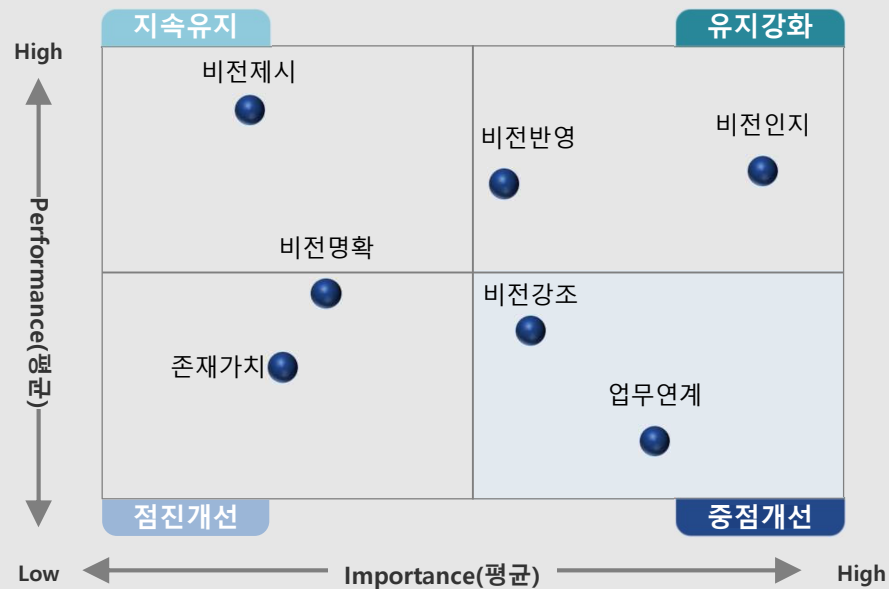 지속유지
유지강화
High
비전제시
비전반영
비전인지
Performance(평균)
비전명확
비전강조
존재가치
업무연계
점진개선
중점개선
Low
Importance(평균)
High